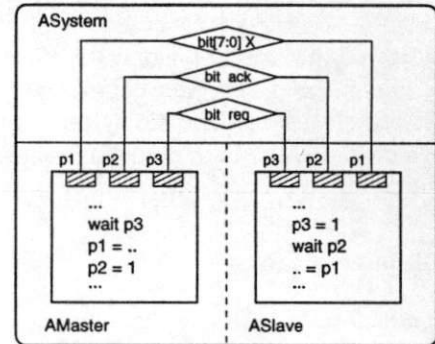 ASystem
bit[7:0] X
bit ack
bit req
p1 p2 p3
p3 p2 p1
...
wait p3
p1 = ..
p2 = 1
...
...
p3 = 1
wait p2
.. = p1
...
AMaster
ASlave